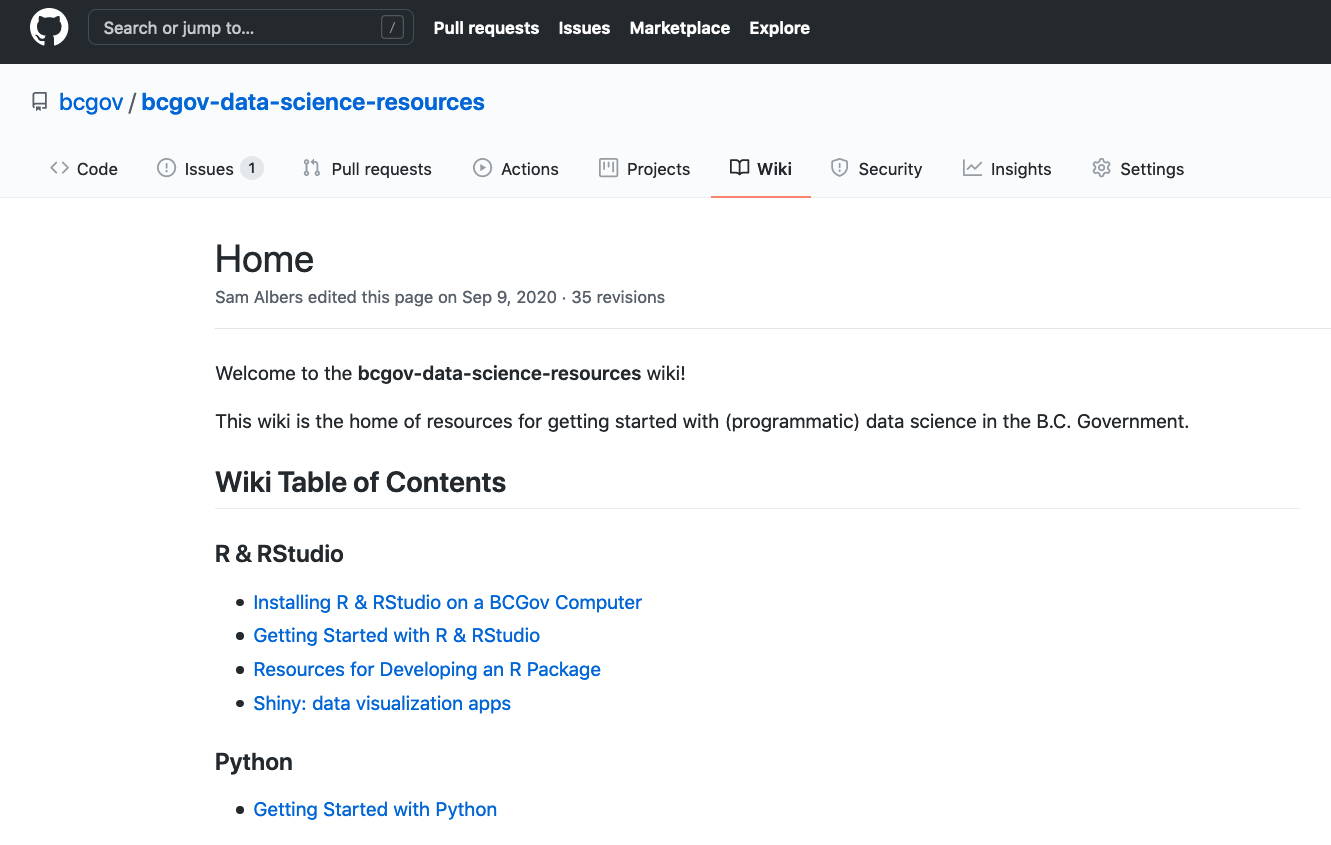 Search or jump to... / Pull requests Issues Marketplace Explore
bcgov / bcgov-data-science-resources
Code Issues 1 Pull requests Actions Projects Wiki Security Insights Settings
Home
Sam Albers edited this page on Sep 9, 2020 · 35 revisions
Welcome to the bcgov-data-science-resources wiki!
This wiki is the home of resources for getting started with (programmatic) data science in the B.C. Government.
Wiki Table of Contents
R & RStudio
• Installing R & RStudio on a BCGov Computer
• Getting Started with R & RStudio
• Resources for Developing an R Package
• Shiny: data visualization apps
Python
• Getting Started with Python